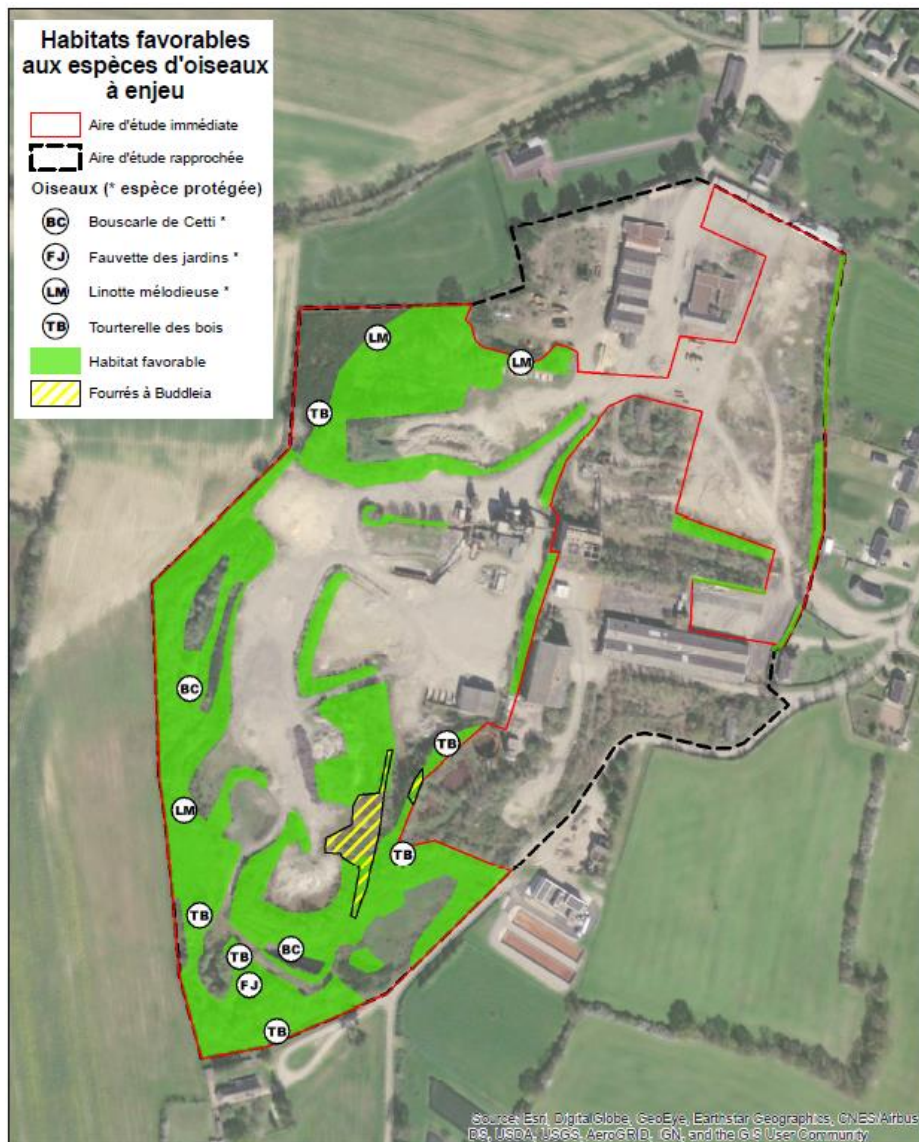 Habitats favorables
aux espèces d'oiseaux
à enjeu
Aire d'étude immédiate
Aire d'étude rapprochée
Oiseaux (* espèce protégée)
BC Bouscarle de Cetti *
FJ Fauvette des jardins *
LM Linotte mélodieuse *
TB Tourterelle des bois
Habitat favorable
Fourrés à Buddleia
LM
LM
TB
BC
TB
LM
TB
TB
TB
BC
FJ
TB
Source: Esri, DigitalGlobe, GeoEye, Earthstar Geographics, CNES/Airbus
DS, USDA, USGS, AeroGRID, IGN, and the GIS User Community